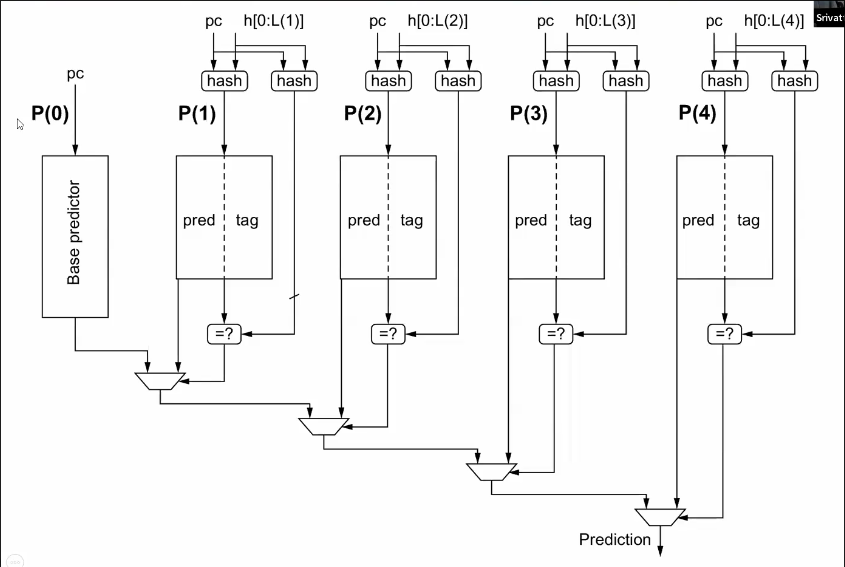 pc h[0:L(1)] pc h[0:L(2)] pc h[0:L(3)] pc h[0:L(4)]
pc hash hash hash hash hash hash hash hash
P(0) P(1) P(2) P(3) P(4)
Base predictor pred tag pred tag pred tag pred tag
=? =? =? =?
Prediction